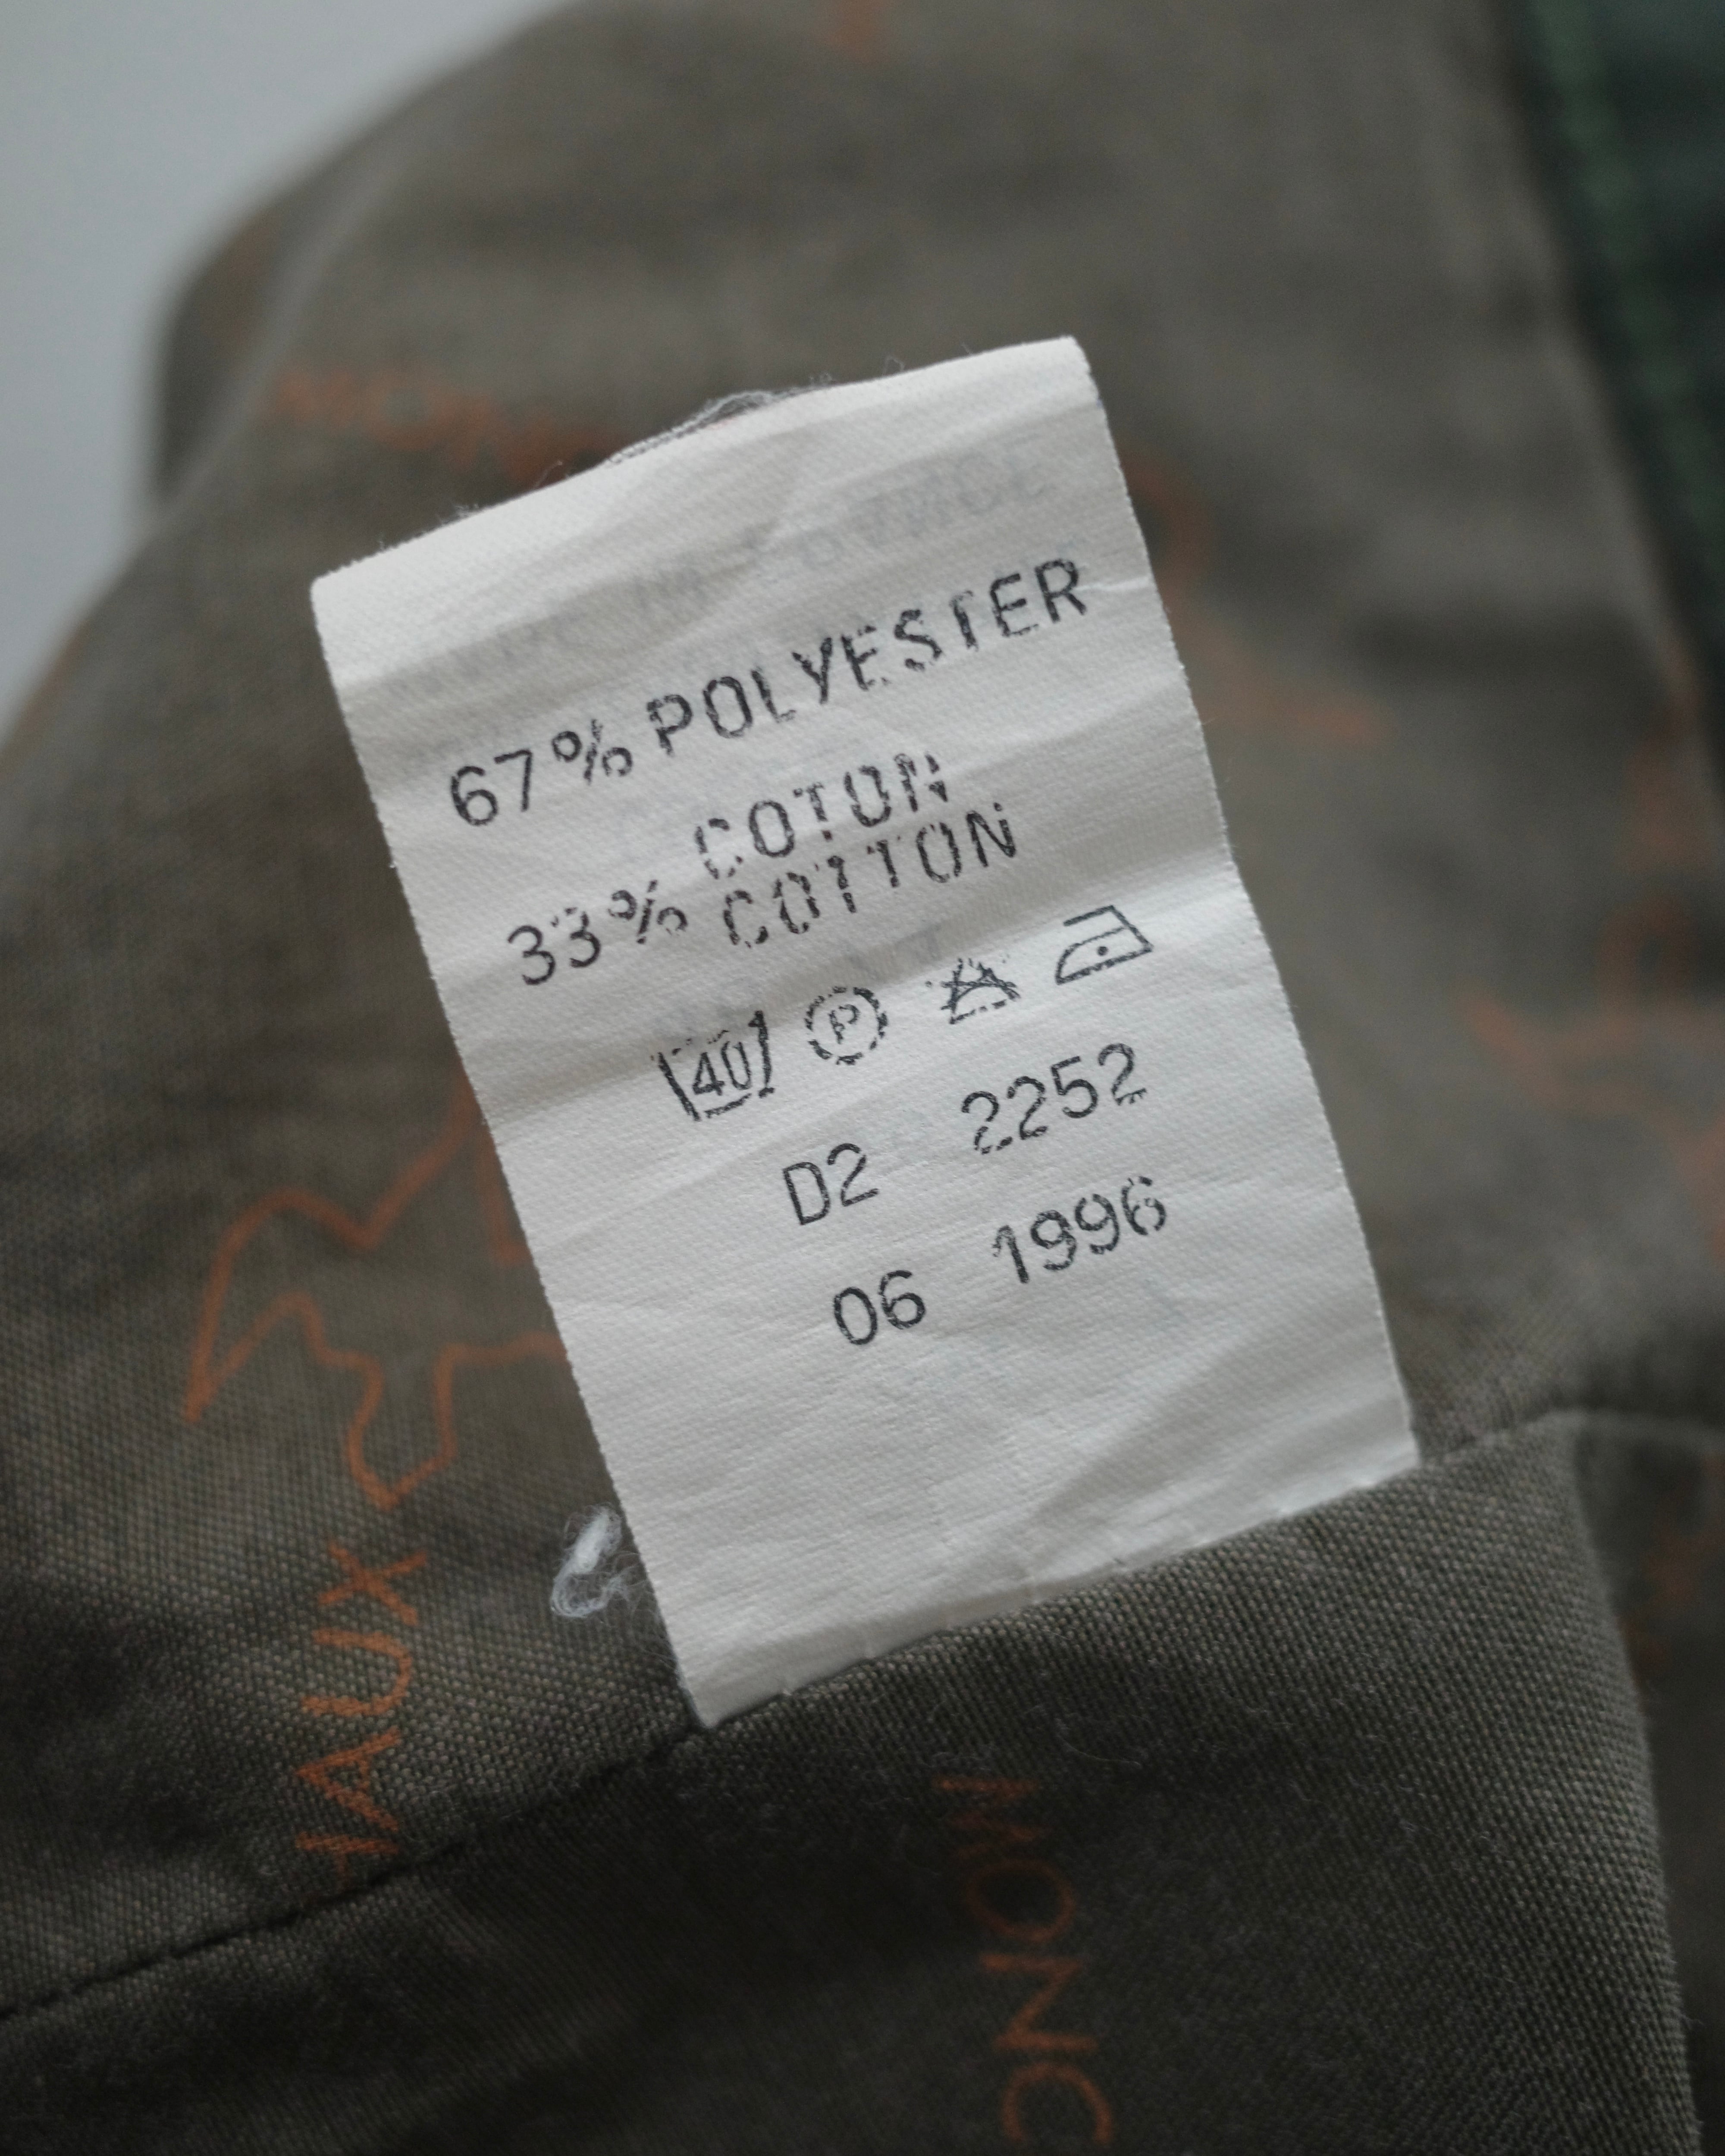 67% POLYESTER
COTON
33% COTTON
40 P
D2 2252
06 1996
AUX
MONC